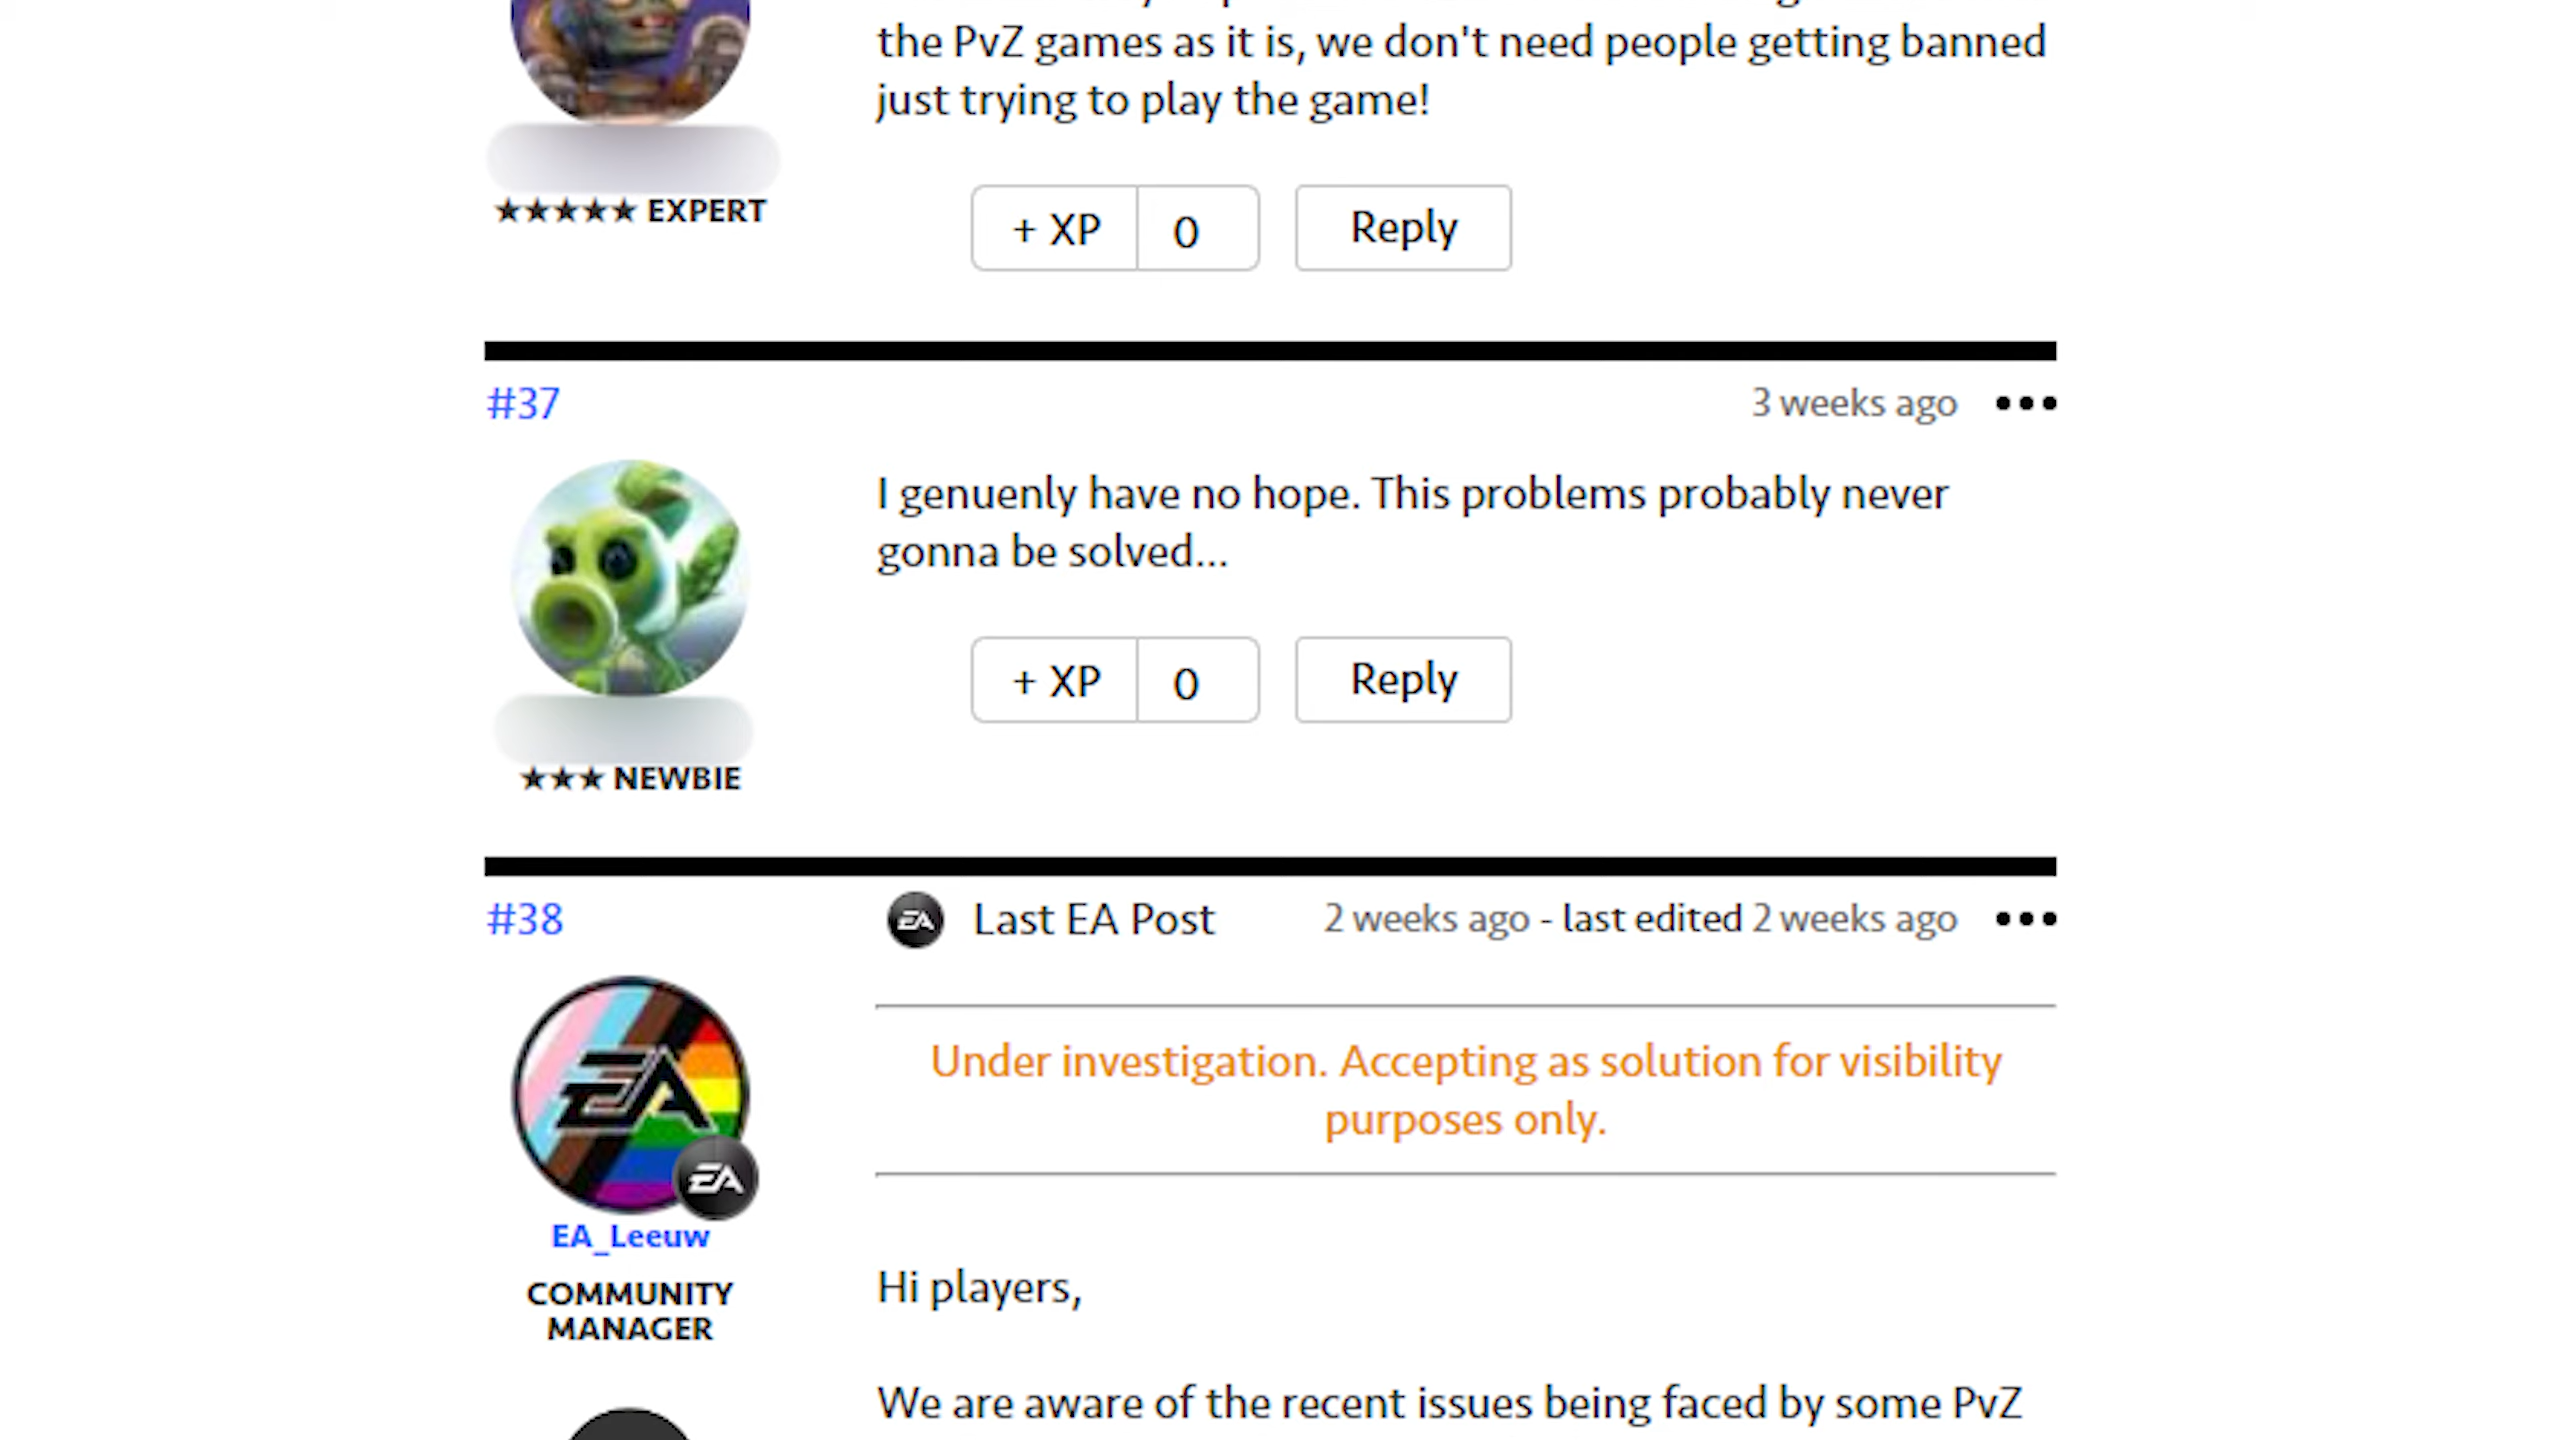 the PvZ games as it is, we don't need people getting banned
just trying to play the game!
★★★★★ EXPERT
+ XP 0 Reply
#37 3 weeks ago •••
I genuenly have no hope. This problems probably never
gonna be solved...
+ XP 0 Reply
★★★ NEWBIE
#38 EA Last EA Post 2 weeks ago - last edited 2 weeks ago •••
Under investigation. Accepting as solution for visibility
purposes only.
EA
EA
EA_Leeuw
COMMUNITY
MANAGER
Hi players,
We are aware of the recent issues being faced by some PvZ